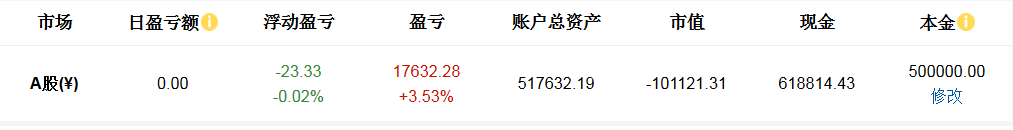 市场 日盈亏额 浮动盈亏 盈亏 账户总资产 市值 现金 本金
A股(¥) 0.00 -23.33 17632.28 517632.19 -101121.31 618814.43 500000.00
-0.02% +3.53% 修改